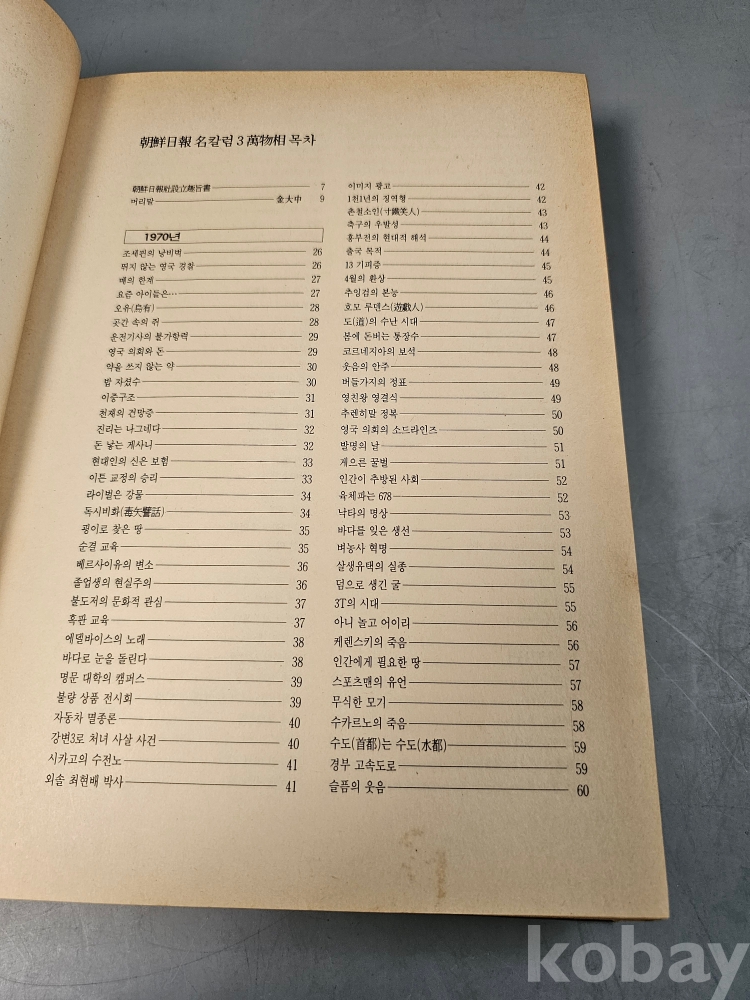 朝鮮日報 名칼럼 3 萬物相 목차
朝鮮日報社設立趣旨書 7
머리말 金大中 9
1970년
조세핀의 낭비벽 26
뛰지 않는 영국 경찰 26
매의 한계 27
요즘 아이들은… 27
오유(烏有) 28
곳간 속의 쥐 28
운전기사의 불가항력 29
영국 의회와 돈 29
약을 쓰지 않는 약 30
밤 자셨수 30
이중구조 31
천재의 건망증 31
진리는 나그네다 32
돈 낳는 게사니 32
현대인의 신은 보험 33
이튼 교정의 승리 33
라이벌은 강물 34
독시비화(毒矢譬話) 34
괭이로 찾은 땅 35
순결 교육 35
베르사이유의 변소 36
졸업생의 현실주의 36
불도저의 문화적 관심 37
흑판 교육 37
에델바이스의 노래 38
바다로 눈을 돌린다 38
명문 대학의 캠퍼스 39
불량 상품 전시회 39
자동차 멸종론 40
강변3로 처녀 사살 사건 40
시카고의 수전노 41
외솔 최현배 박사 41
이미지 광고 42
1천1년의 징역형 42
촌철소인(寸鐵笑人) 43
축구의 우발성 43
흥부전의 현대적 해석 44
출국 목적 44
13 기피증 45
4월의 환상 45
추잉검의 본능 46
호모 루덴스(遊戱人) 46
도(道)의 수난 시대 47
봄에 돈버는 통장수 47
코르네지아의 보석 48
웃음의 안주 48
버들가지의 정표 49
영친왕 영결식 49
추렌히말 정복 50
영국 의회의 소드라인즈 50
발명의 날 51
게으른 꿀벌 51
인간이 추방된 사회 52
육체파는 678 52
낙타의 명상 53
바다를 잊은 생선 53
벼농사 혁명 54
살생유택의 실종 54
덤으로 생긴 굴 55
3T의 시대 55
아니 놀고 어이리 56
케렌스키의 죽음 56
인간에게 필요한 땅 57
스포츠맨의 유언 57
무식한 모기 58
수카르노의 죽음 58
수도(首都)는 수도(水都) 59
경부 고속도로 59
슬픔의 웃음 60
kobay